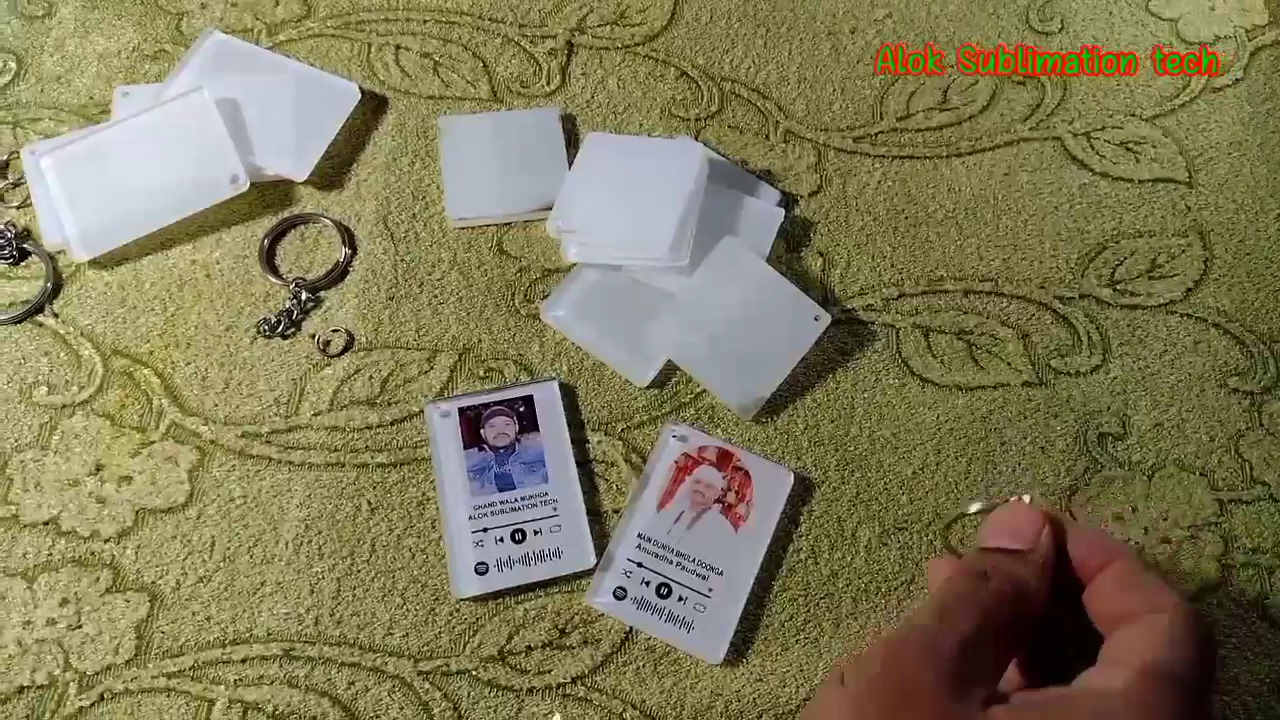 Alok Sublimation tech
CHAND WALA MUKHDA
ALOK SUBLIMATION TECH
MAIN DUNIYA BHULA DOONGA
Anuradha Paudwal